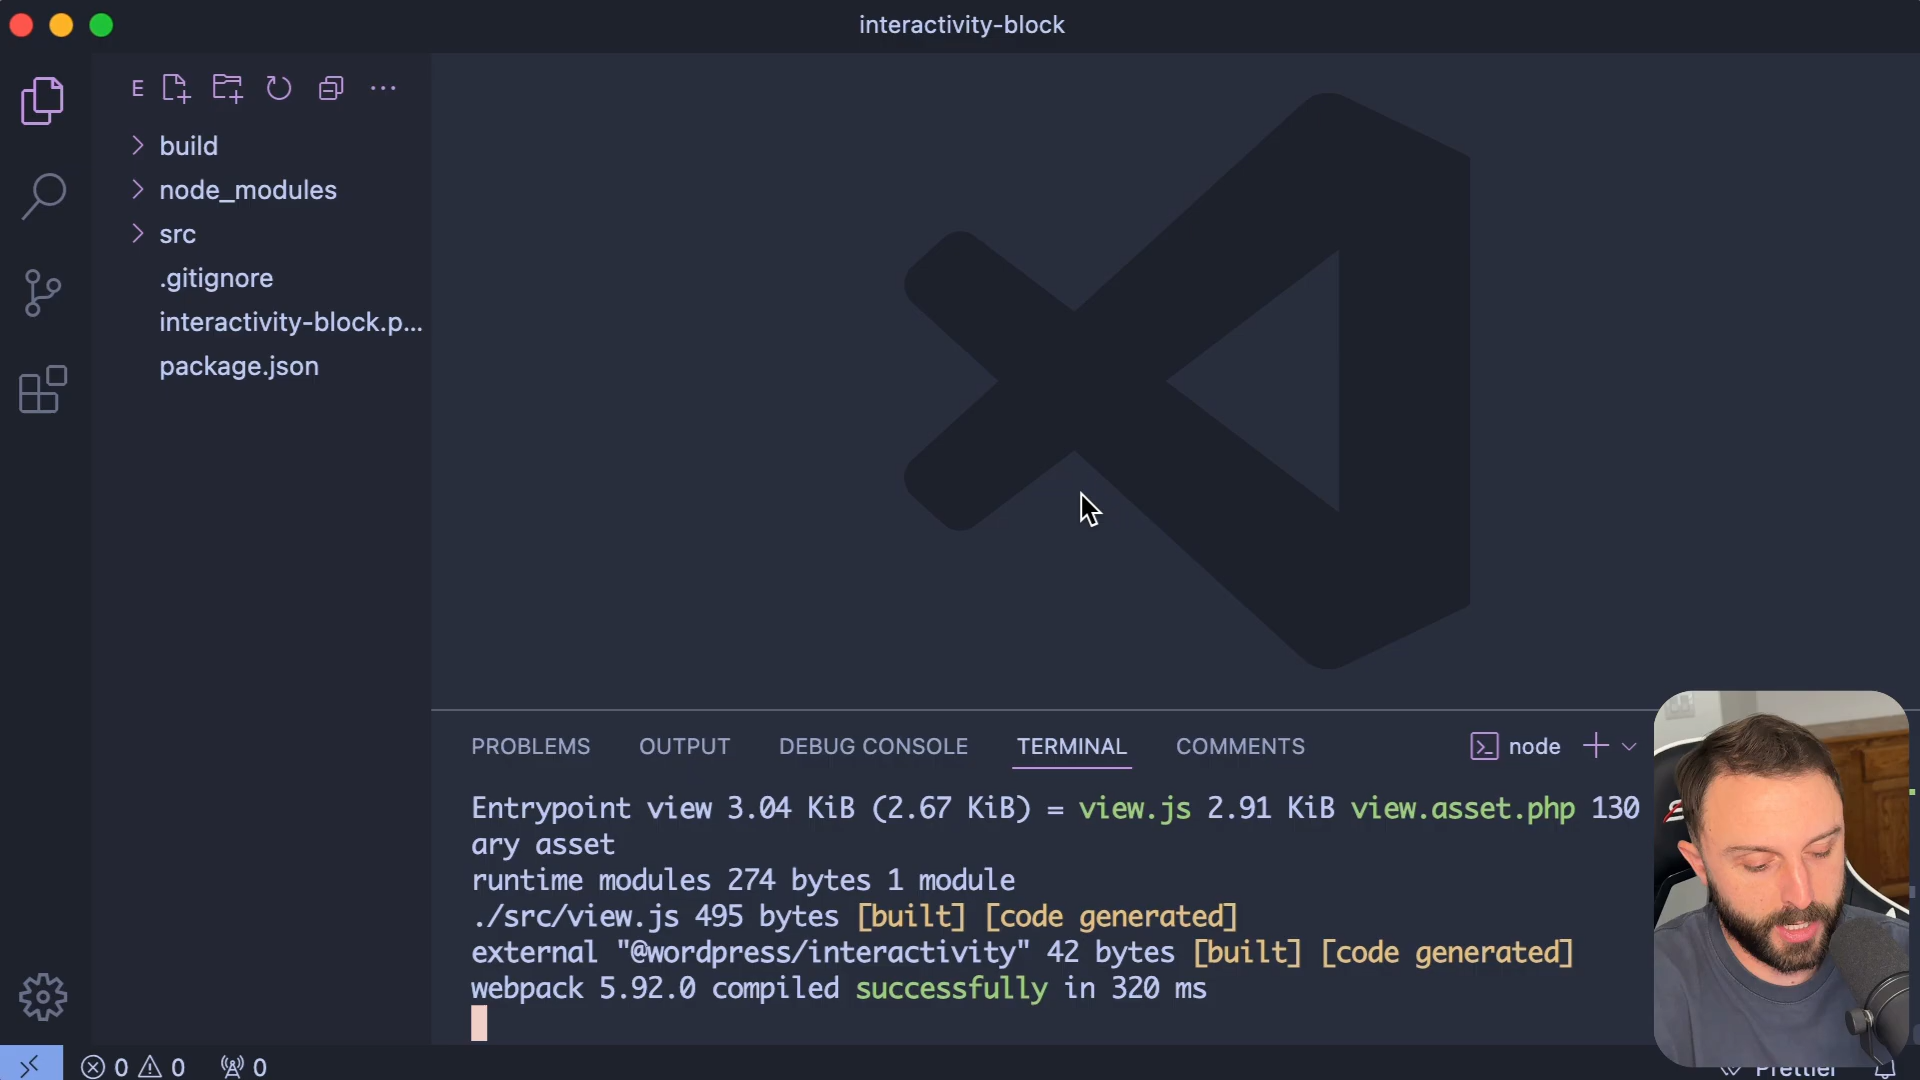 interactivity-block
E
build
node_modules
src
.gitignore
interactivity-block.p...
package.json
PROBLEMS OUTPUT DEBUG CONSOLE TERMINAL COMMENTS node
Entrypoint view 3.04 KiB (2.67 KiB) = view.js 2.91 KiB view.asset.php 130
ary asset
runtime modules 274 bytes 1 module
./src/view.js 495 bytes [built] [code generated]
external "@wordpress/interactivity" 42 bytes [built] [code generated]
webpack 5.92.0 compiled successfully in 320 ms
0 0 0 Prettier